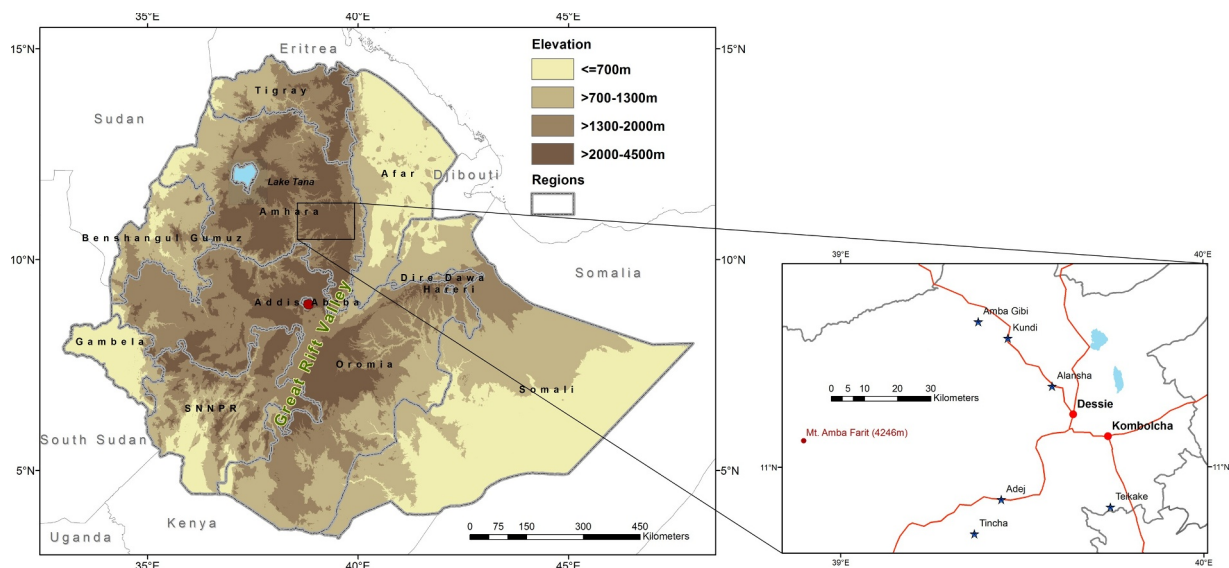 35°E
40°E
45°E
15°N
15°N
10°N
10°N
5°N
5°N
35°E
40°E
45°E
Eritrea
Sudan
Djibouti
Somalia
South Sudan
Kenya
Uganda
Tigray
Afar
Lake Tana
Amhara
Benshangul Gumuz
Dire Dawa
Hareri
Addis Ababa
Great Rift Valley
Gambela
Oromia
Somali
SNNPR
Elevation
<=700m
>700-1300m
>1300-2000m
>2000-4500m
Regions
0 75 150 300 450
Kilometers
39°E
40°E
Amba Gibi
Kundi
Alansha
0 5 10 20 30
Kilometers
Dessie
Kombolcha
Mt. Amba Farit (4246m)
11°N
11°N
Adej
Teikake
Tincha
39°E
40°E